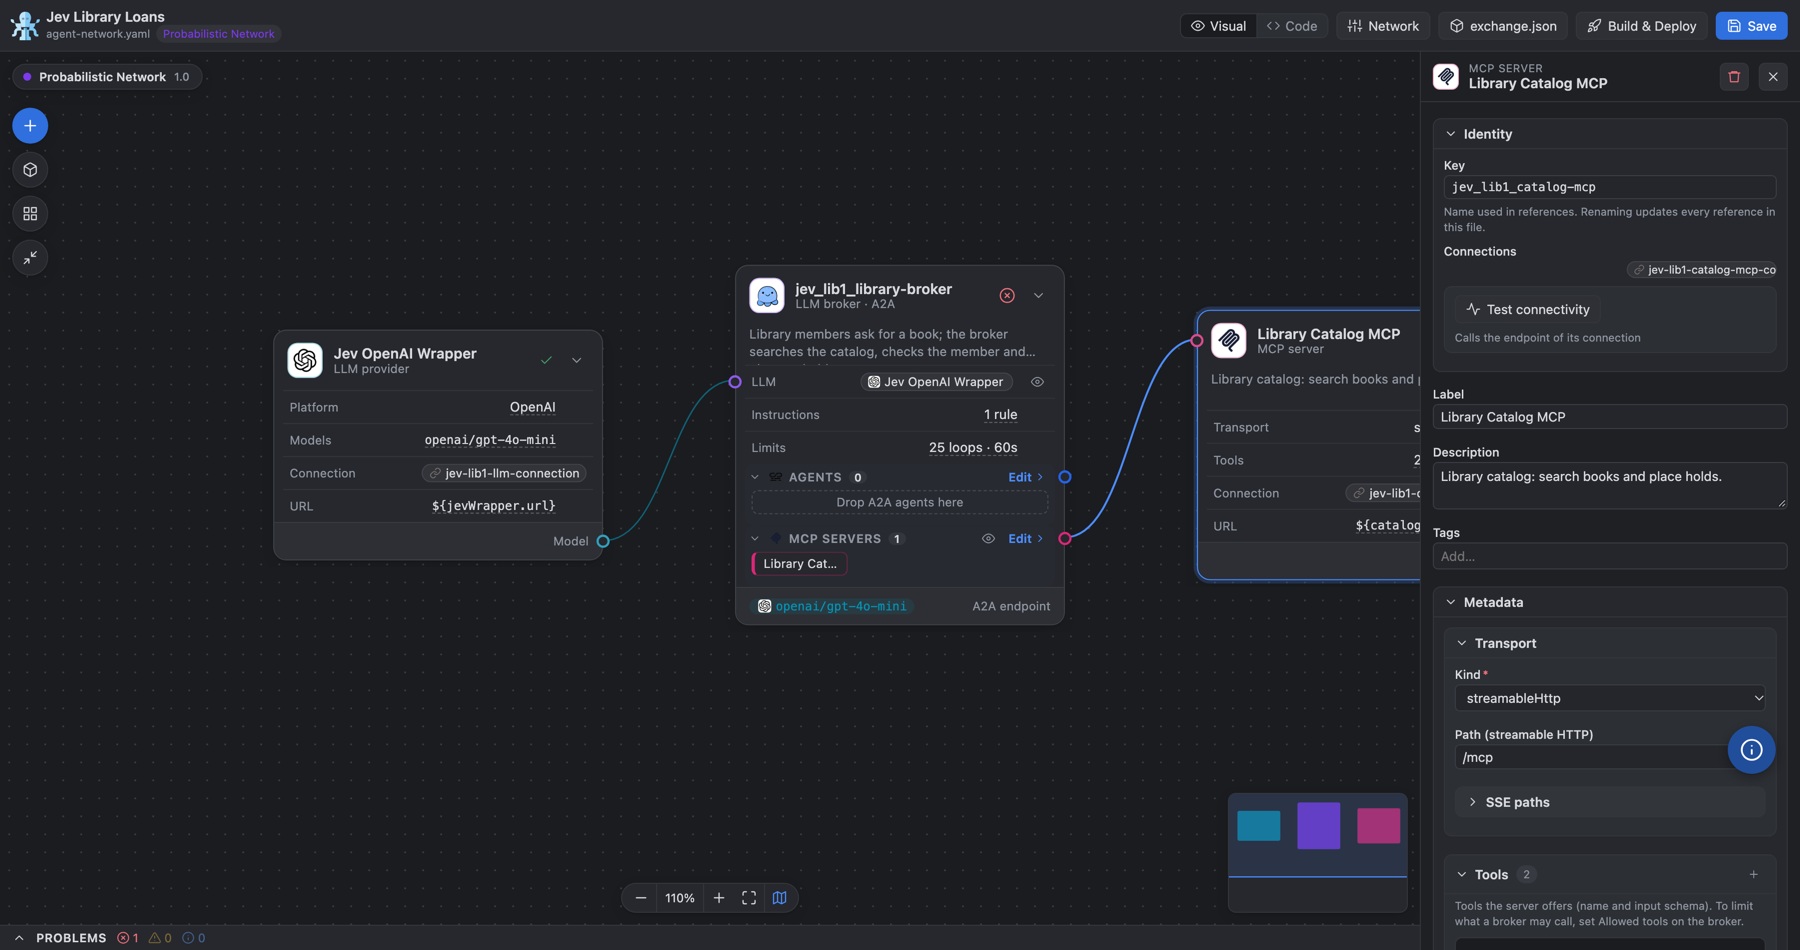 Jev Library Loans
agent-network.yaml Probabilistic Network
Visual
Code
Network
exchange.json
Build & Deploy
Save
Probabilistic Network 1.0
Jev OpenAI Wrapper
LLM provider
Platform OpenAI
Models openai/gpt-4o-mini
Connection jev-lib1-llm-connection
URL ${jevWrapper.url}
Model
jev_lib1_library-broker
LLM broker · A2A
Library members ask for a book; the broker
searches the catalog, checks the member and...
LLM Jev OpenAI Wrapper
Instructions 1 rule
Limits 25 loops · 60s
AGENTS 0 Edit
Drop A2A agents here
MCP SERVERS 1 Edit
Library Cat...
openai/gpt-4o-mini A2A endpoint
Library Catalog MCP
MCP server
Library catalog: search books and
Transport
Tools 2
Connection jev-lib1-c
URL ${catalog
110%
PROBLEMS 1 0 0
MCP SERVER
Library Catalog MCP
Identity
Key
jev_lib1_catalog-mcp
Name used in references. Renaming updates every reference in
this file.
Connections
jev-lib1-catalog-mcp-co
Test connectivity
Calls the endpoint of its connection
Label
Library Catalog MCP
Description
Library catalog: search books and place holds.
Tags
Add...
Metadata
Transport
Kind *
streamableHttp
Path (streamable HTTP)
/mcp
SSE paths
Tools 2
Tools the server offers (name and input schema). To limit
what a broker may call, set Allowed tools on the broker.